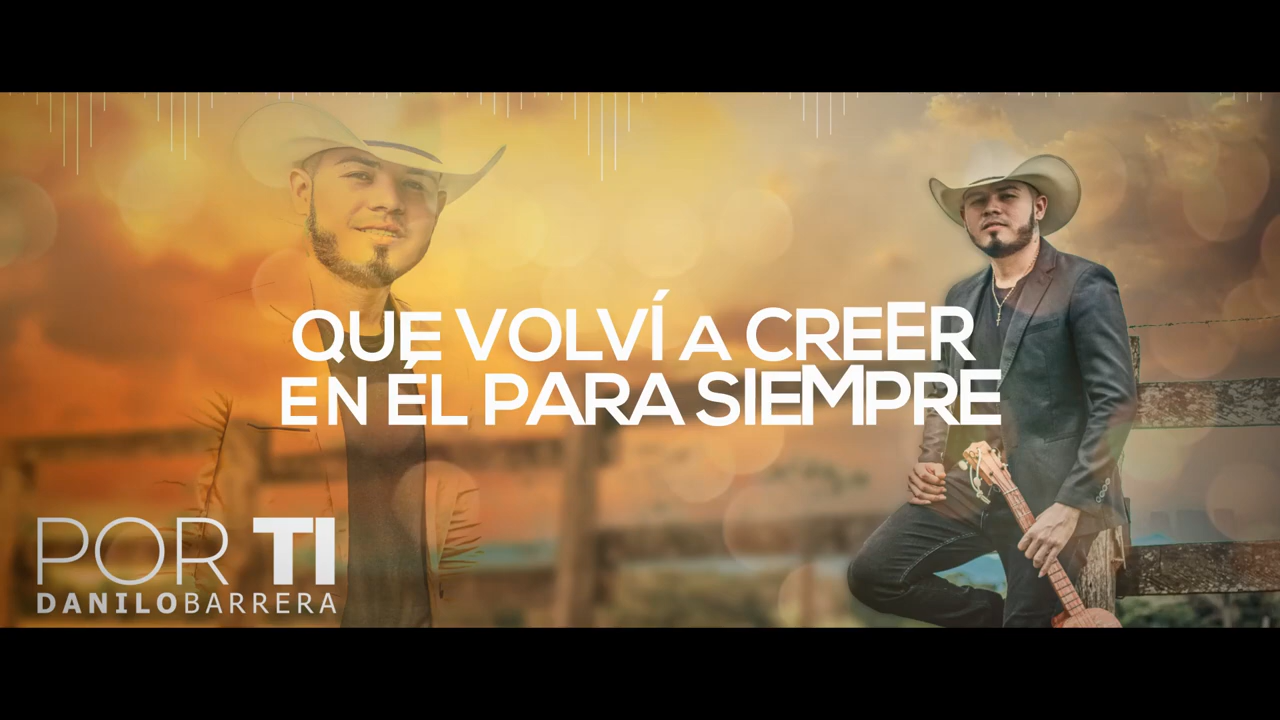 QUE VOLVÍ A CREER
EN ÉL PARA SIEMPRE
POR TI
DANILOBARRERA